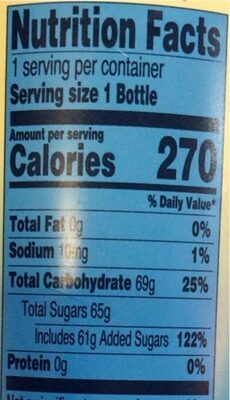 Nutrition Facts
1 serving per container
Serving size 1 Bottle
Amount per serving
Calories 270
% Daily Value*
Total Fat 0g 0%
Sodium 10mg 1%
Total Carbohydrate 69g 25%
Total Sugars 65g
Includes 61g Added Sugars 122%
Protein 0g 0%